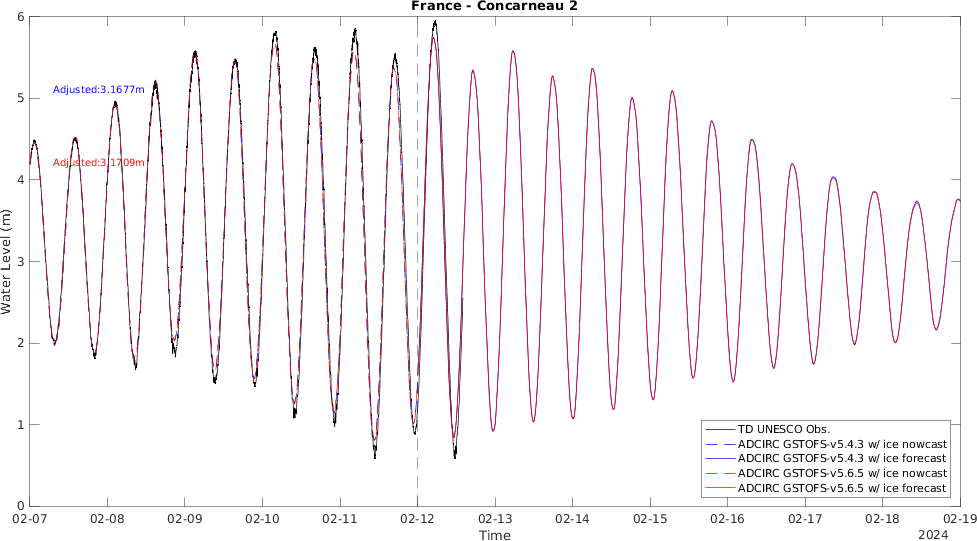 France - Concarneau 2
6
5
4
3
2
1
0
Water Level (m)
Adjusted:3.1677m
Adjusted:3.1709m
TD UNESCO Obs.
ADCIRC GSTOFS-v5.4.3 w/ ice nowcast
ADCIRC GSTOFS-v5.4.3 w/ ice forecast
ADCIRC GSTOFS-v5.6.5 w/ ice nowcast
ADCIRC GSTOFS-v5.6.5 w/ ice forecast
02-07 02-08 02-09 02-10 02-11 02-12 02-13 02-14 02-15 02-16 02-17 02-18 02-19
Time
2024